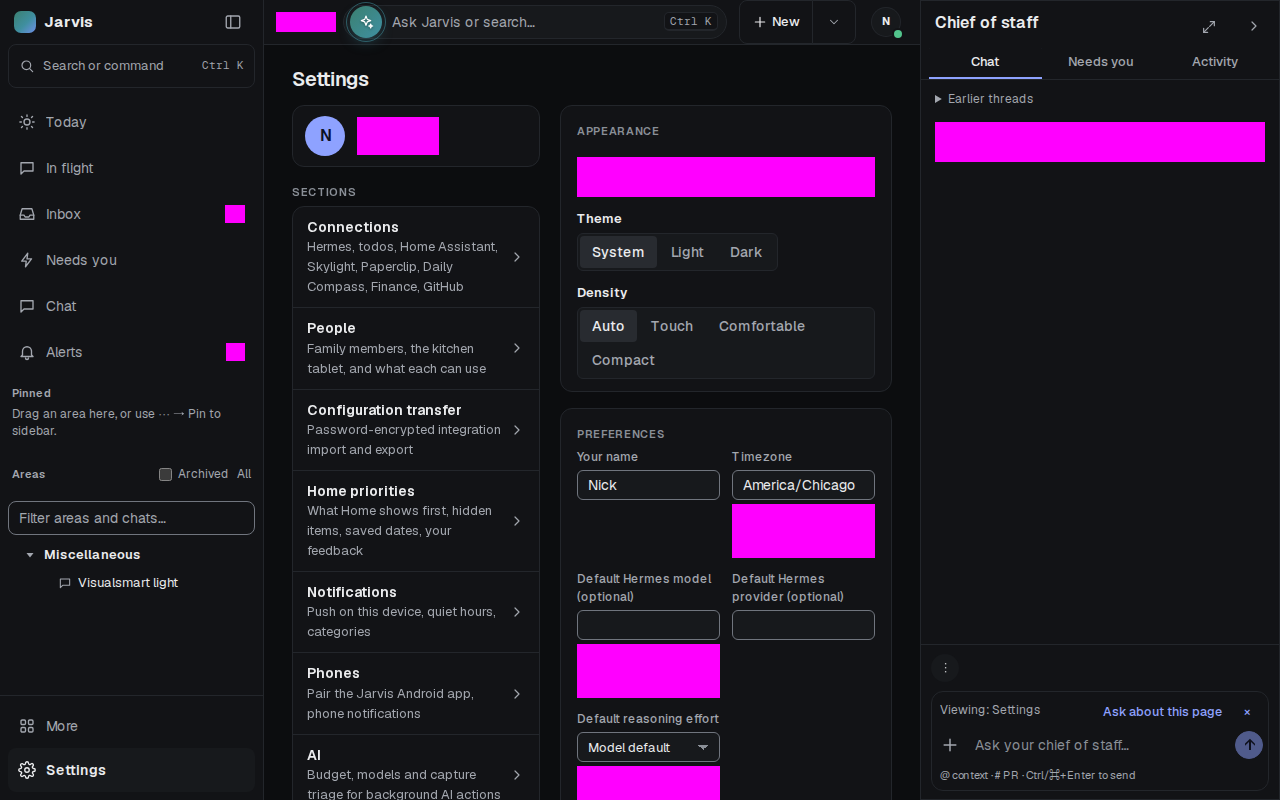 Jarvis
Search or command
Ctrl K
Today
In flight
Inbox
Needs you
Chat
Alerts
Pinned
Drag an area here, or use ··· → Pin to
sidebar.
Areas
Archived
All
Filter areas and chats...
Miscellaneous
Visualsmart light
More
Settings
Ask Jarvis or search...
Ctrl K
New
N
Settings
N
SECTIONS
Connections
Hermes, todos, Home Assistant,
Skylight, Paperclip, Daily
Compass, Finance, GitHub
People
Family members, the kitchen
tablet, and what each can use
Configuration transfer
Password-encrypted integration
import and export
Home priorities
What Home shows first, hidden
items, saved dates, your
feedback
Notifications
Push on this device, quiet hours,
categories
Phones
Pair the Jarvis Android app,
phone notifications
AI
Budget, models and capture
triage for background AI actions
APPEARANCE
Theme
System
Light
Dark
Density
Auto
Touch
Comfortable
Compact
PREFERENCES
Your name
Timezone
Nick
America/Chicago
Default Hermes model
(optional)
Default Hermes
provider (optional)
Default reasoning effort
Model default
Chief of staff
Chat
Needs you
Activity
Earlier threads
Viewing: Settings
Ask about this page
×
Ask your chief of staff...
@ context · # PR · Ctrl/⌘+Enter to send